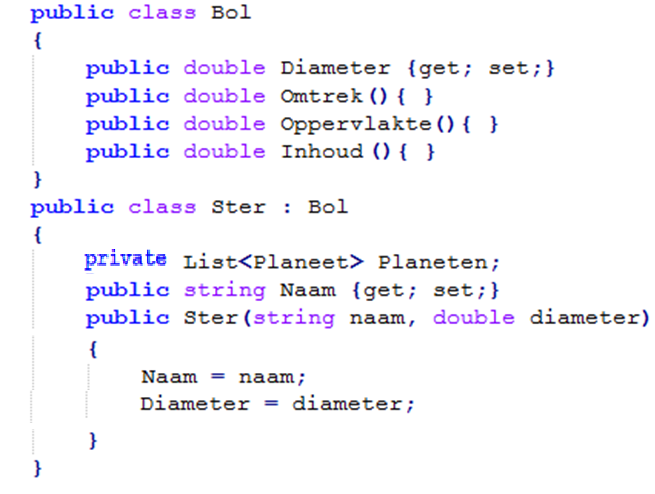 public class Bol
{
public double Diameter {get; set;}
public double Omtrek(){ }
public double Oppervlakte(){ }
public double Inhoud(){ }
}
public class Ster : Bol
{
private List<Planeet> Planeten;
public string Naam {get; set;}
public Ster(string naam, double diameter)
{
Naam = naam;
Diameter = diameter;
}
}